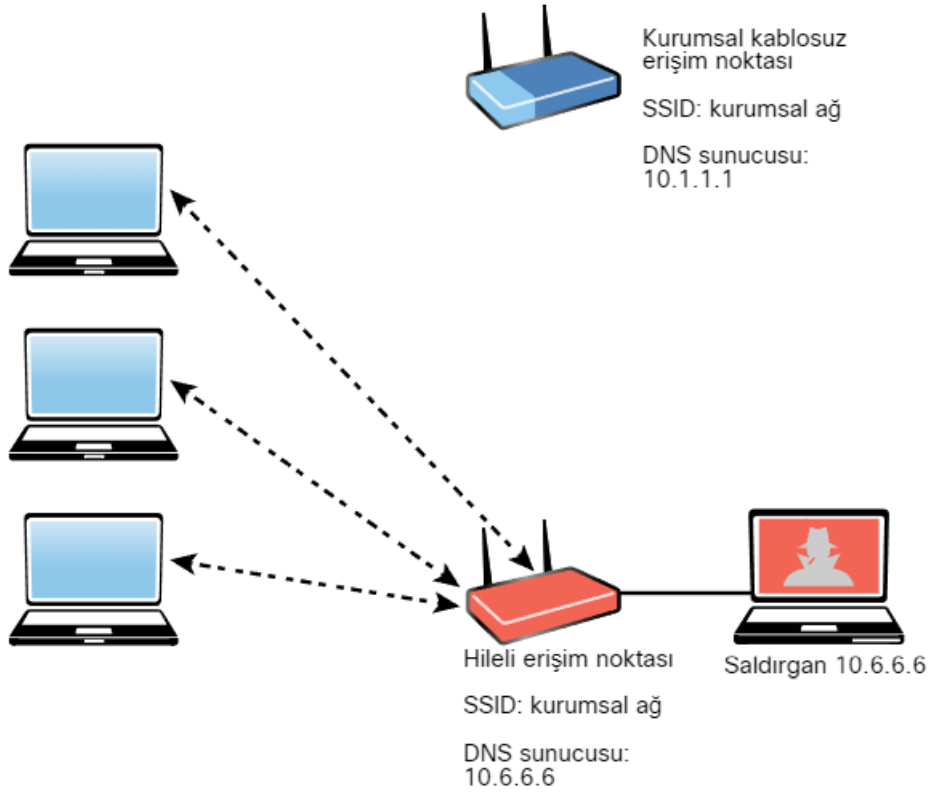 Kurumsal kablosuz
erişim noktası
SSID: kurumsal ağ
DNS sunucusu:
10.1.1.1
Hileli erişim noktası
SSID: kurumsal ağ
DNS sunucusu:
10.6.6.6
Saldırgan 10.6.6.6